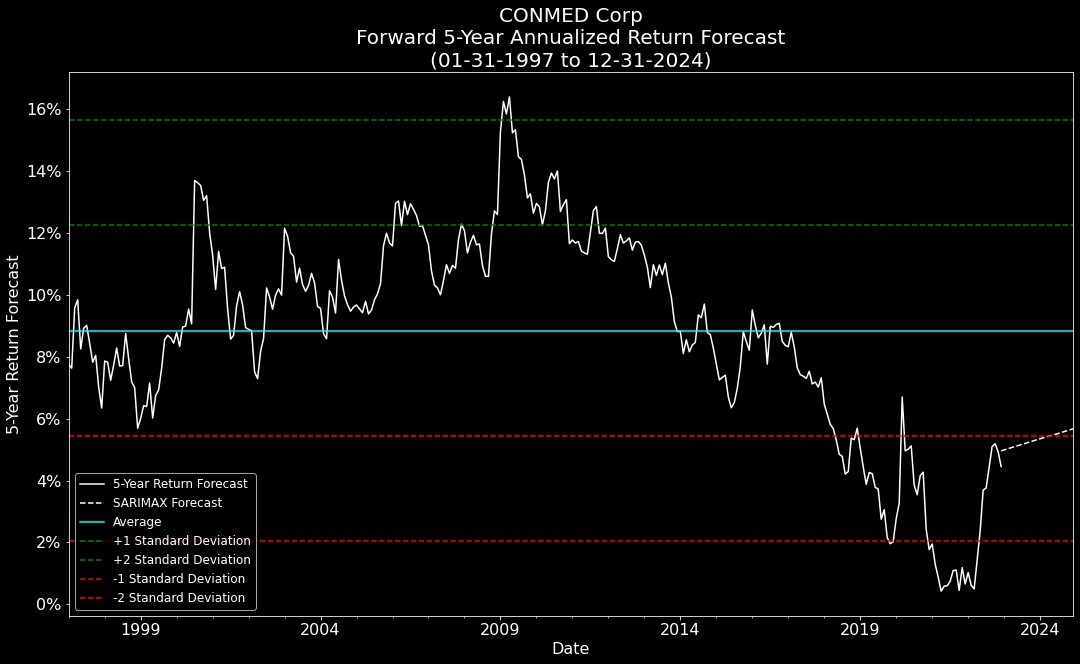 CONMED Corp
Forward 5-Year Annualized Return Forecast
(01-31-1997 to 12-31-2024)
5-Year Return Forecast
16%
14%
12%
10%
8%
6%
4%
2%
0%
5-Year Return Forecast
SARIMAX Forecast
Average
+1 Standard Deviation
+2 Standard Deviation
-1 Standard Deviation
-2 Standard Deviation
1999
2004
2009
2014
2019
2024
Date